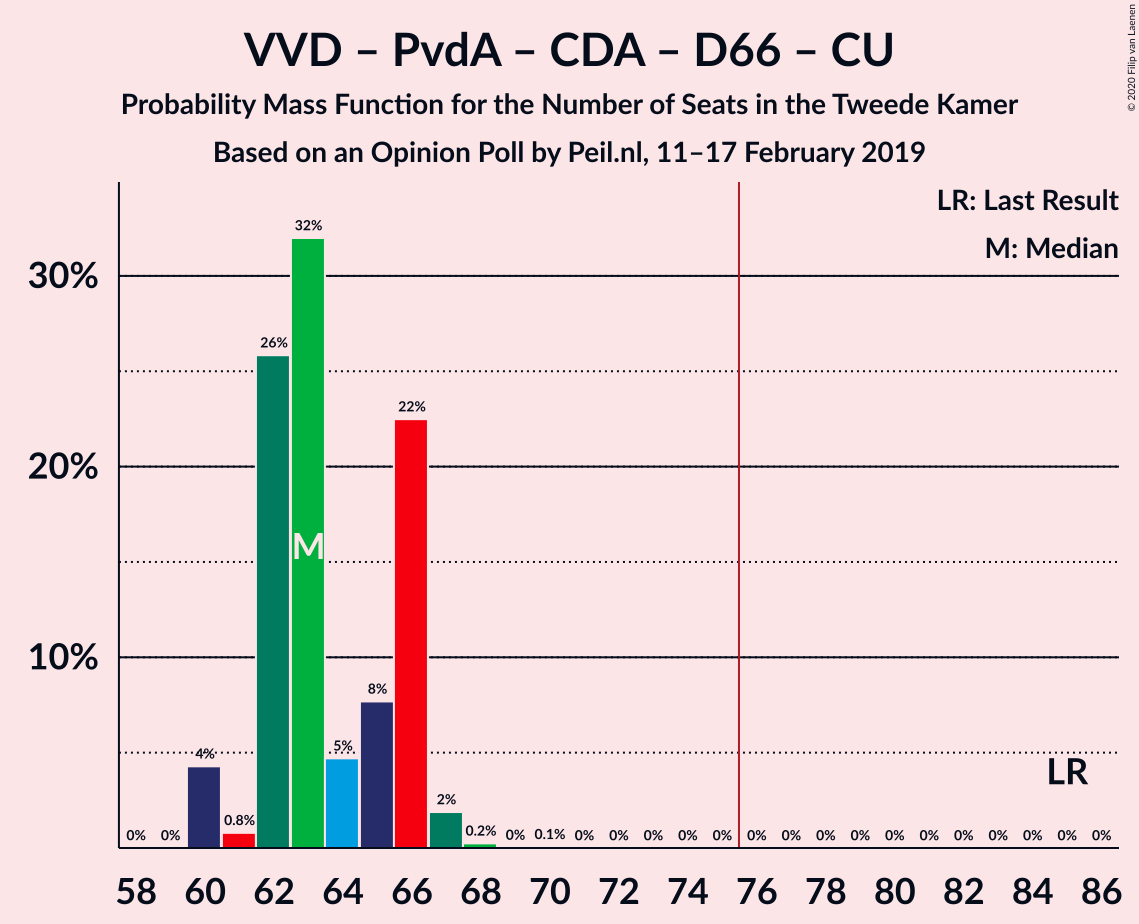 VVD – PvdA – CDA – D66 – CU
Probability Mass Function for the Number of Seats in the Tweede Kamer
Based on an Opinion Poll by Peil.nl, 11–17 February 2019
© 2020 Filip van Laenen
LR: Last Result
M: Median
30%
20%
10%
0% 0% 4% 0.8% 26% 32% 5% 8% 22% 2% 0.2% 0% 0.1% 0% 0% 0% 0% 0% 0% 0% 0% 0% 0% 0% 0% 0% 0% 0% 0%
M
LR
58 60 62 64 66 68 70 72 74 76 78 80 82 84 86